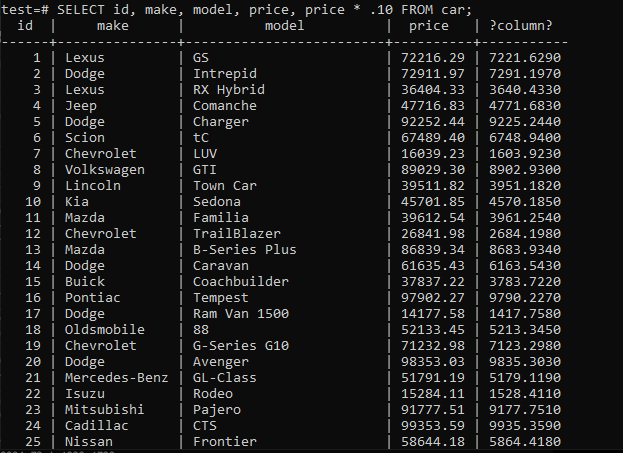 test=# SELECT id, make, model, price, price * .10 FROM car;
id | make | model | price | ?column?
-----+---------------+-------------------------+----------+-----------
1 | Lexus | GS | 72216.29 | 7221.6290
2 | Dodge | Intrepid | 72911.97 | 7291.1970
3 | Lexus | RX Hybrid | 36404.33 | 3640.4330
4 | Jeep | Comanche | 47716.83 | 4771.6830
5 | Dodge | Charger | 92252.44 | 9225.2440
6 | Scion | tC | 67489.40 | 6748.9400
7 | Chevrolet | LUV | 16039.23 | 1603.9230
8 | Volkswagen | GTI | 89029.30 | 8902.9300
9 | Lincoln | Town Car | 39511.82 | 3951.1820
10 | Kia | Sedona | 45701.85 | 4570.1850
11 | Mazda | Familia | 39612.54 | 3961.2540
12 | Chevrolet | TrailBlazer | 26841.98 | 2684.1980
13 | Mazda | B-Series Plus | 86839.34 | 8683.9340
14 | Dodge | Caravan | 61635.43 | 6163.5430
15 | Buick | Coachbuilder | 37837.22 | 3783.7220
16 | Pontiac | Tempest | 97902.27 | 9790.2270
17 | Dodge | Ram Van 1500 | 14177.58 | 1417.7580
18 | Oldsmobile | 88 | 52133.45 | 5213.3450
19 | Chevrolet | G-Series G10 | 71232.98 | 7123.2980
20 | Dodge | Avenger | 98353.03 | 9835.3030
21 | Mercedes-Benz | GL-Class | 51791.19 | 5179.1190
22 | Isuzu | Rodeo | 15284.11 | 1528.4110
23 | Mitsubishi | Pajero | 91777.51 | 9177.7510
24 | Cadillac | CTS | 99353.59 | 9935.3590
25 | Nissan | Frontier | 58644.18 | 5864.4180